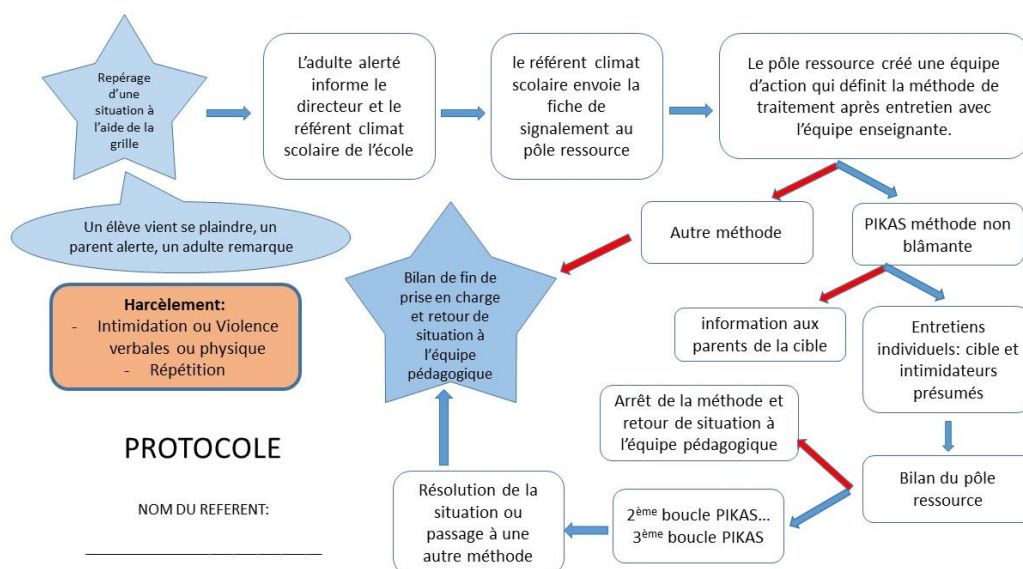 Repérage
d'une
situation à
l'aide de la
grille
L'adulte alerté
informe le
directeur et le
référent climat
scolaire de l'école
le référent climat
scolaire envoie la
fiche de
signalement au
pôle ressource
Le pôle ressource créé une équipe
d'action qui définit la méthode de
traitement après entretien avec
l'équipe enseignante.
Un élève vient se plaindre, un
parent alerte, un adulte remarque
Autre méthode
PIKAS méthode non
blâmante
Bilan de fin de
prise en charge
et retour de
situation à
l'équipe
pédagogique
Harcèlement:
- Intimidation ou Violence
verbales ou physique
- Répétition
information aux
parents de la cible
Entretiens
individuels: cible et
intimidateurs
présumés
Arrêt de la méthode et
retour de situation à
l'équipe pédagogique
PROTOCOLE
Bilan du pôle
ressource
Résolution de la
situation ou
passage à une
autre méthode
2ème boucle PIKAS...
3ème boucle PIKAS
NOM DU REFERENT: